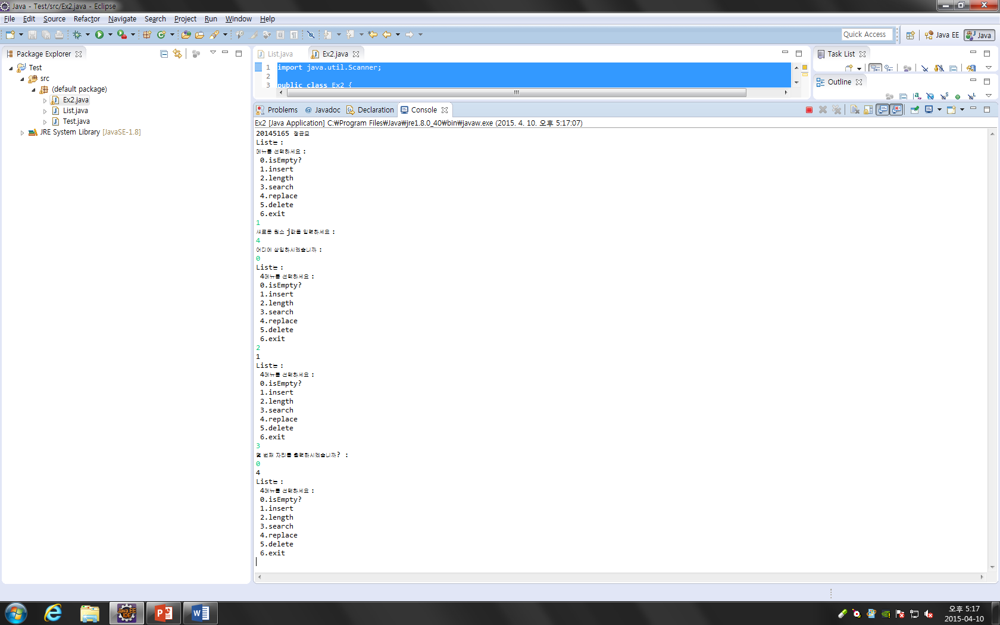 Java - Test/src/Ex2.java - Eclipse
File Edit Source Refactor Navigate Search Project Run Window Help
Quick Access Java EE Java
Package Explorer
Test
src
(default package)
Ex2.java
List.java
Test.java
JRE System Library [JavaSE-1.8]
List.java Ex2.java
1 import java.util.Scanner;
2
3 public class Ex2 {
Task List
Outline
Problems @ Javadoc Declaration Console
Ex2 [Java Application] C:₩Program Files₩Java₩jre1.8.0_40₩bin₩javaw.exe (2015. 4. 10. 오후 5:17:07)
20145165
List는 :
메뉴를 선택하세요 :
0.isEmpty?
1.insert
2.length
3.search
4.replace
5.delete
6.exit
1
새로운 원소 j값을 입력하세요 :
4
어디에 삽입하시겠습니까 :
0
List는 :
4메뉴를 선택하세요 :
0.isEmpty?
1.insert
2.length
3.search
4.replace
5.delete
6.exit
2
1
List는 :
4메뉴를 선택하세요 :
0.isEmpty?
1.insert
2.length
3.search
4.replace
5.delete
6.exit
3
몇 번째 자리를 출력하시겠습니까? :
0
4
List는 :
4메뉴를 선택하세요 :
0.isEmpty?
1.insert
2.length
3.search
4.replace
5.delete
6.exit
Java EE
IDE
오후 5:17
2015-04-10